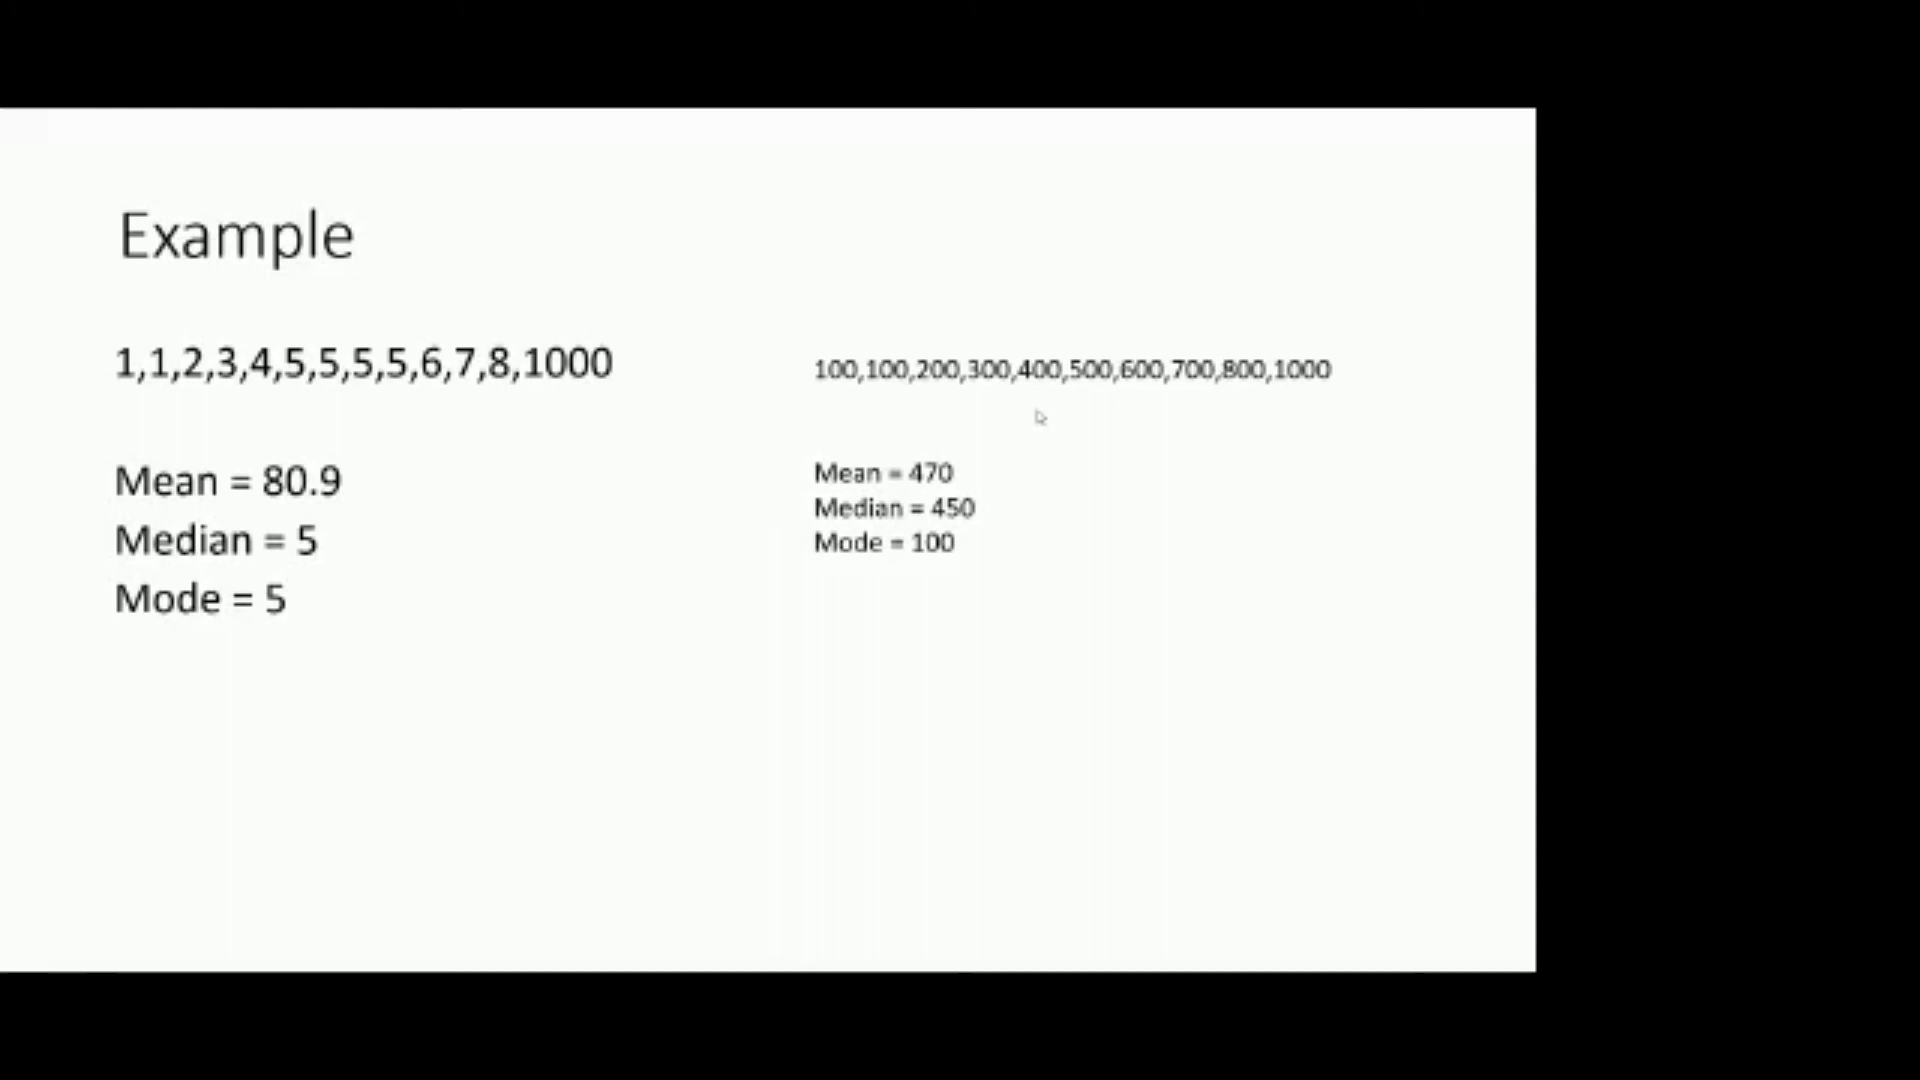 Example
1,1,2,3,4,5,5,5,5,6,7,8,1000
Mean = 80.9
Median = 5
Mode = 5
100,100,200,300,400,500,600,700,800,1000
Mean = 470
Median = 450
Mode = 100